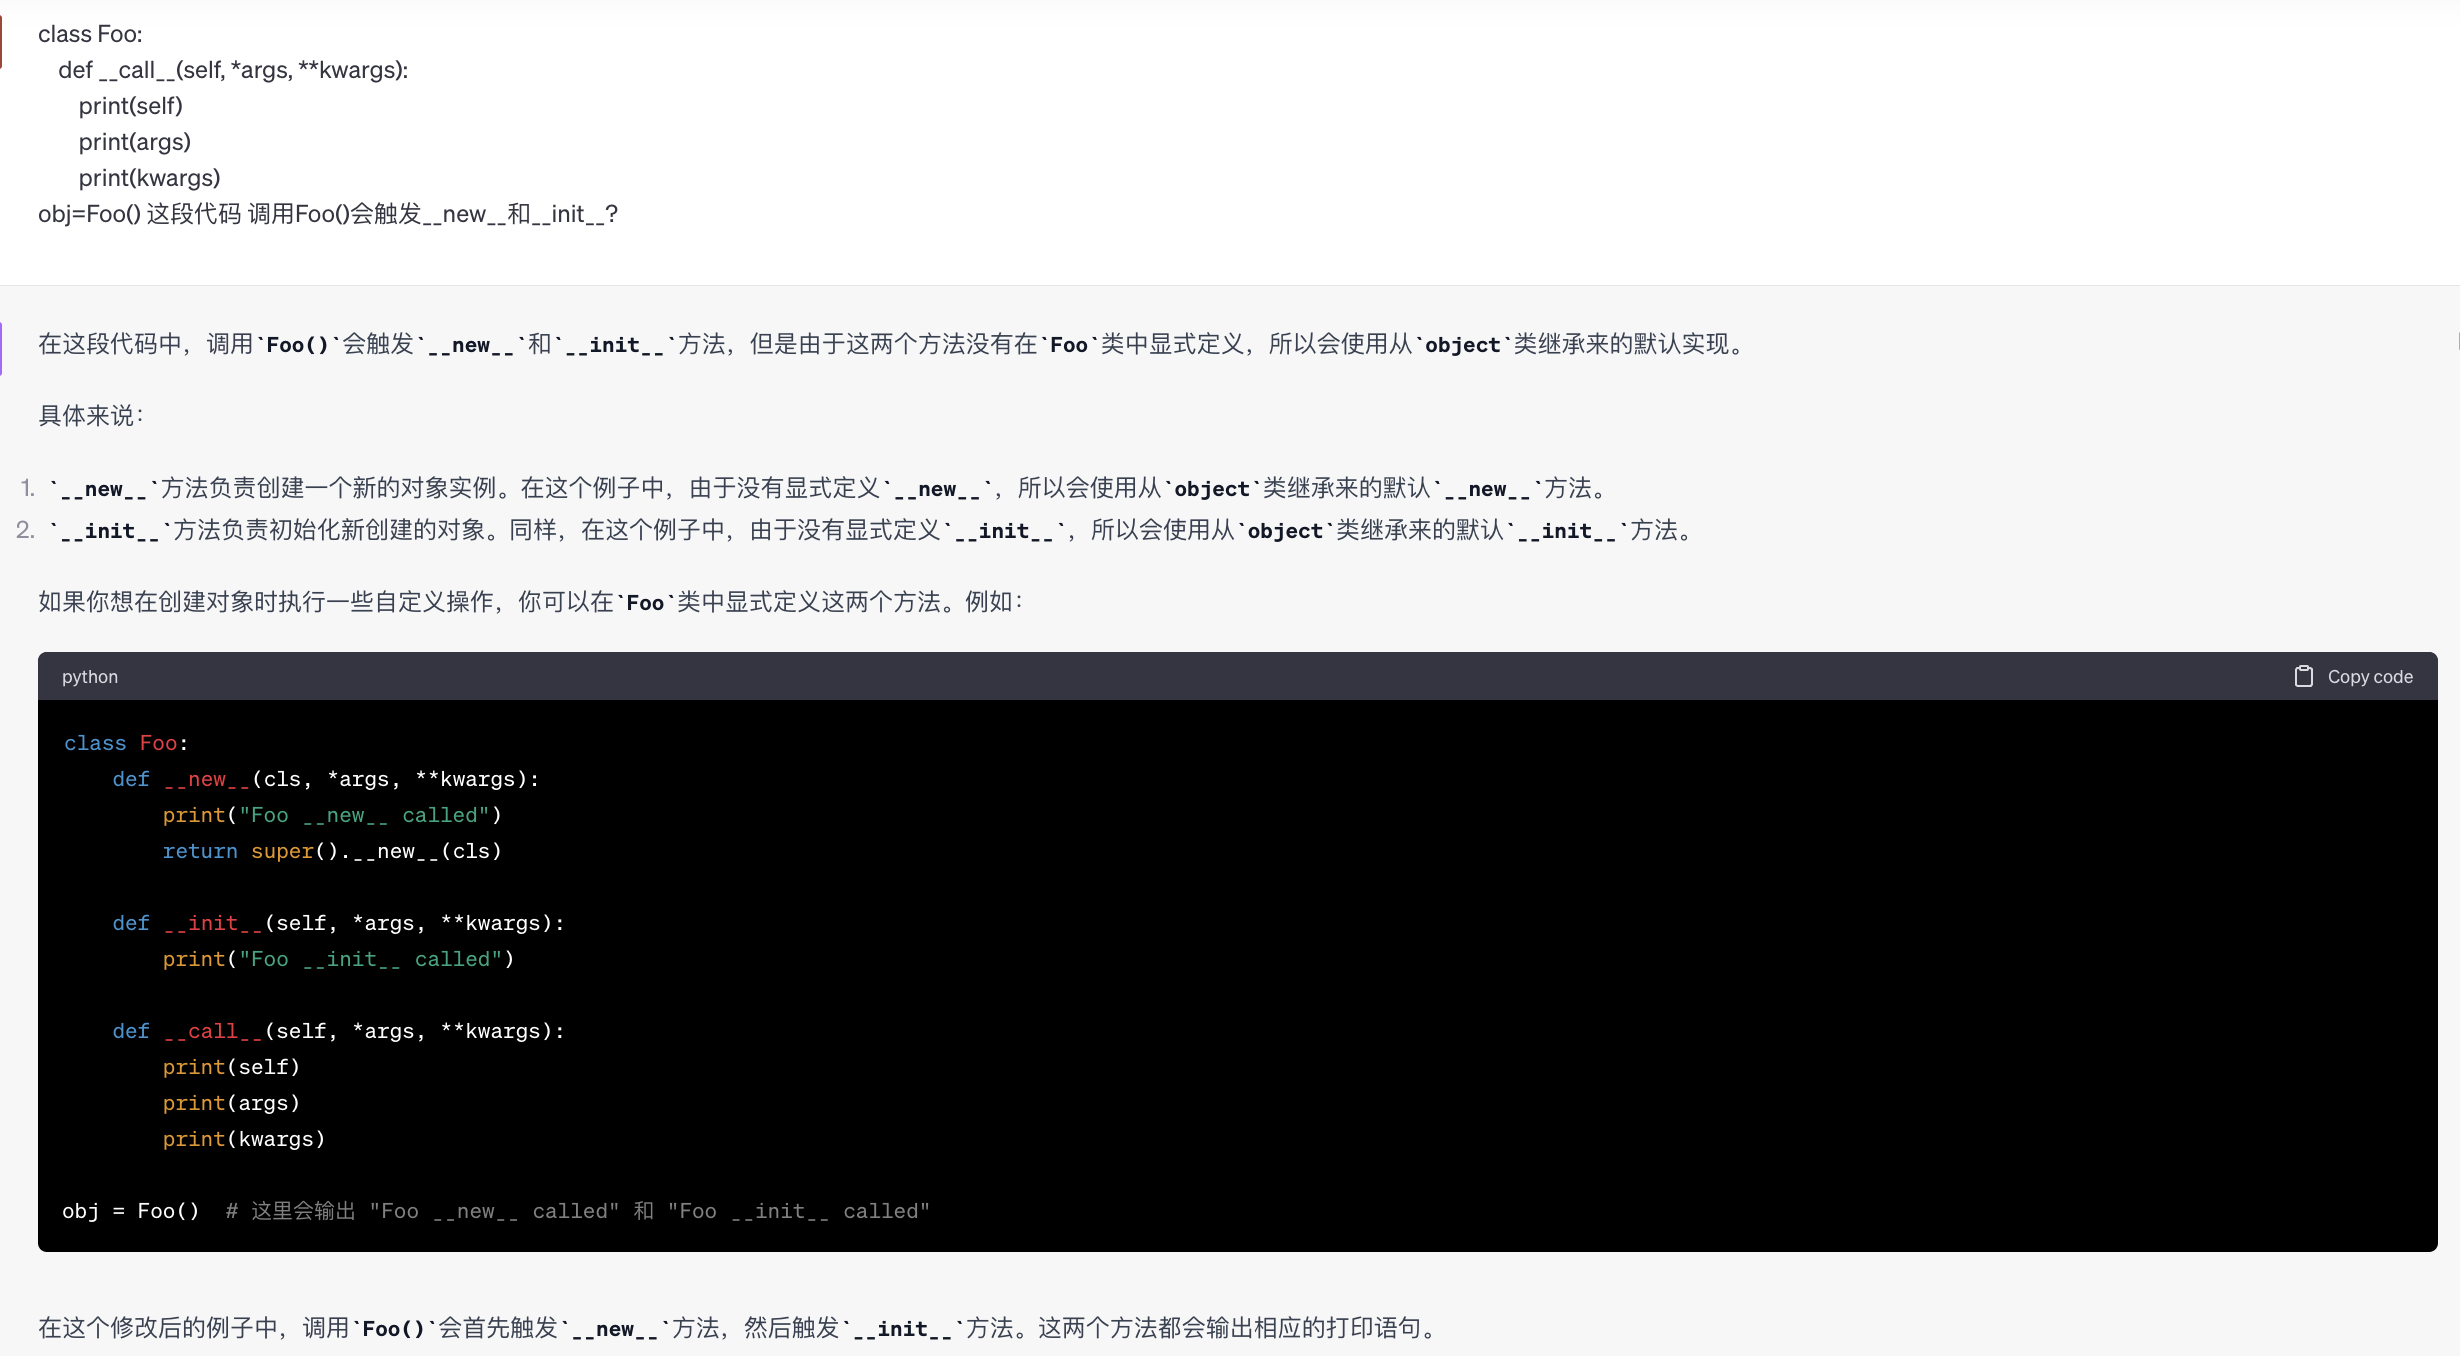 class Foo:
def __call__(self, *args, **kwargs):
print(self)
print(args)
print(kwargs)
obj=Foo() 这段代码 调用Foo()会触发__new__和__init__?
在这段代码中，调用`Foo()`会触发`__new__`和`__init__`方法，但是由于这两个方法没有在`Foo`类中显式定义，所以会使用从`object`类继承来的默认实现。
具体来说：
1. `__new__`方法负责创建一个新的对象实例。在这个例子中，由于没有显式定义`__new__`，所以会使用从`object`类继承来的默认`__new__`方法。
2. `__init__`方法负责初始化新创建的对象。同样，在这个例子中，由于没有显式定义`__init__`，所以会使用从`object`类继承来的默认`__init__`方法。
如果你想在创建对象时执行一些自定义操作，你可以在`Foo`类中显式定义这两个方法。例如：
python Copy code
class Foo:
def __new__(cls, *args, **kwargs):
print("Foo __new__ called")
return super().__new__(cls)
def __init__(self, *args, **kwargs):
print("Foo __init__ called")
def __call__(self, *args, **kwargs):
print(self)
print(args)
print(kwargs)
obj = Foo()  # 这里会输出 "Foo __new__ called" 和 "Foo __init__ called"
在这个修改后的例子中，调用`Foo()`会首先触发`__new__`方法，然后触发`__init__`方法。这两个方法都会输出相应的打印语句。